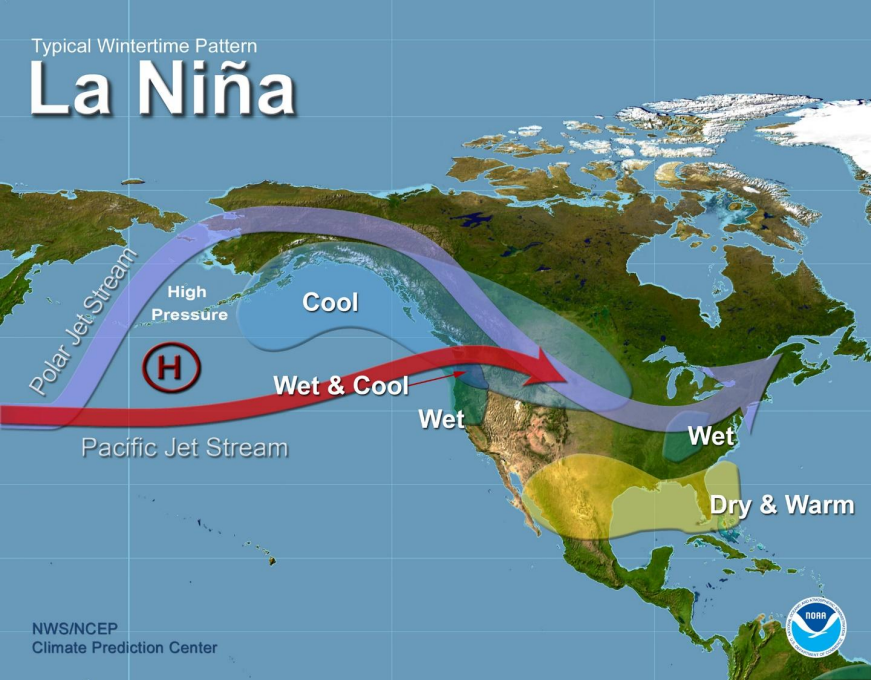 Typical Wintertime Pattern
La Niña
Polar Jet Stream
High
Pressure
H
Cool
Wet & Cool
Wet
Pacific Jet Stream
Wet
Dry & Warm
NWS/NCEP
Climate Prediction Center
NOAA